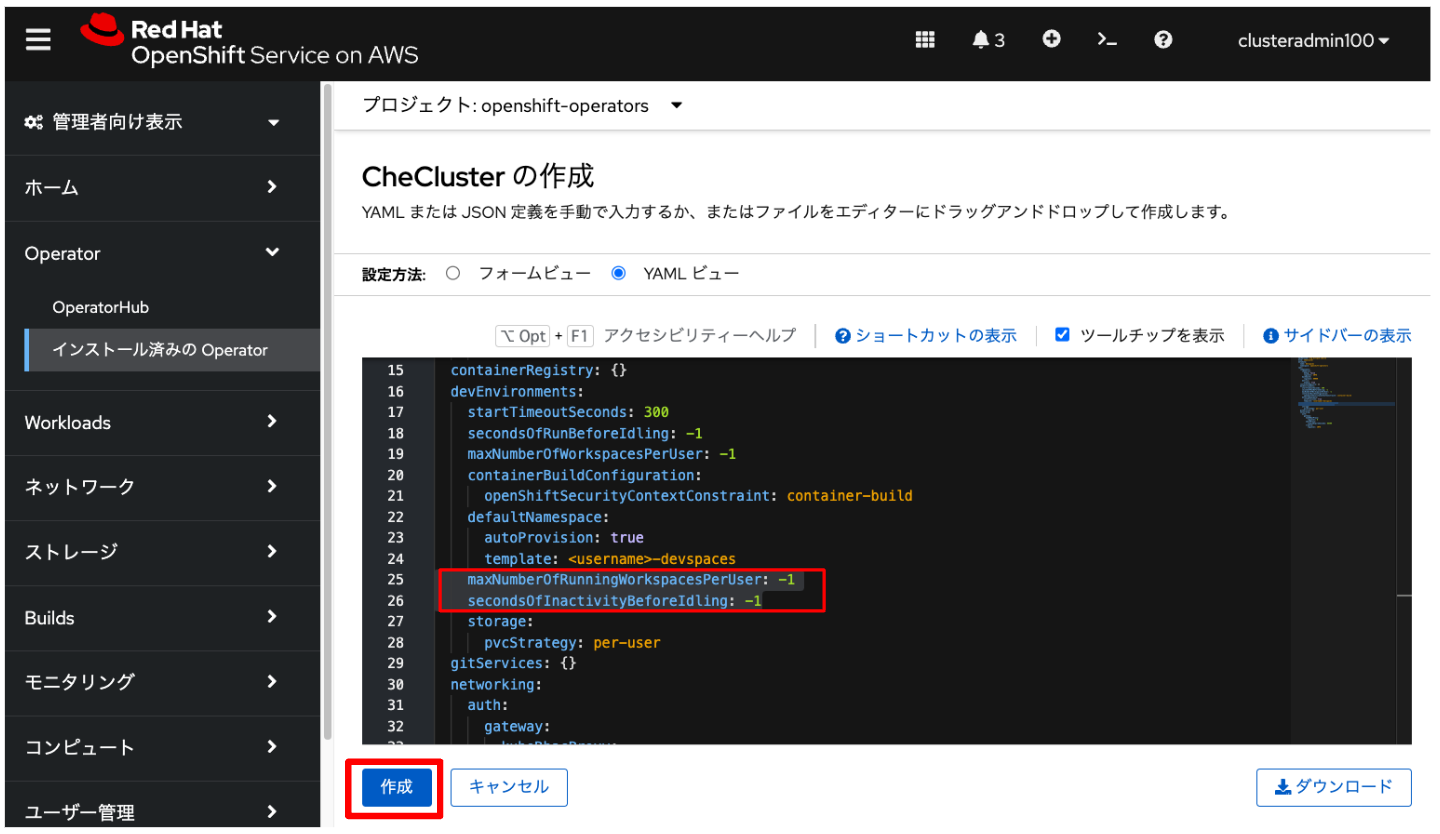 Red Hat
OpenShift Service on AWS
3
clusteradmin100
管理者向け表示
ホーム
Operator
OperatorHub
インストール済みの Operator
Workloads
ネットワーク
ストレージ
Builds
モニタリング
コンピュート
ユーザー管理
プロジェクト: openshift-operators
CheCluster の作成
YAML または JSON 定義を手動で入力するか、またはファイルをエディターにドラッグアンドドロップして作成します。
設定方法: フォームビュー YAML ビュー
⌥ Opt + F1 アクセシビリティーヘルプ ショートカットの表示 ツールチップを表示 サイドバーの表示
15 containerRegistry: {}
16 devEnvironments:
17 startTimeoutSeconds: 300
18 secondsOfRunBeforeIdling: -1
19 maxNumberOfWorkspacesPerUser: -1
20 containerBuildConfiguration:
21 openShiftSecurityContextConstraint: container-build
22 defaultNamespace:
23 autoProvision: true
24 template: <username>-devspaces
25 maxNumberOfRunningWorkspacesPerUser: -1
26 secondsOfInactivityBeforeIdling: -1
27 storage:
28 pvcStrategy: per-user
29 gitServices: {}
30 networking:
31 auth:
32 gateway:
作成 キャンセル ダウンロード